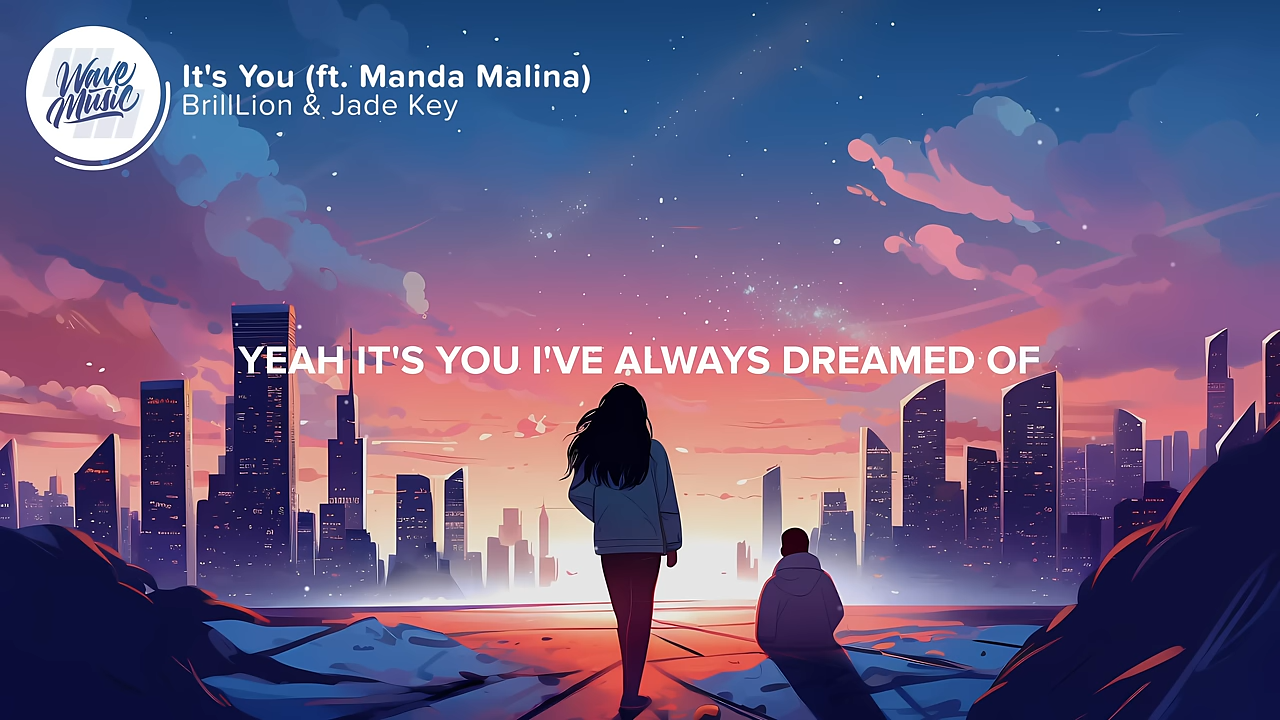 Wave
Music
It's You (ft. Manda Malina)
BrillLion & Jade Key
YEAH IT'S YOU I'VE ALWAYS DREAMED OF